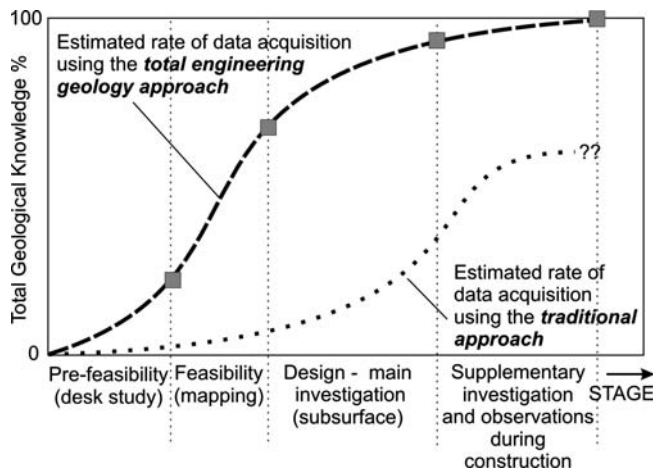 100
Total Geological Knowledge %
0
Estimated rate of data acquisition
using the total engineering
geology approach
??
Estimated rate of
data acquisition
using the traditional
approach
Pre-feasibility
(desk study)
Feasibility
(mapping)
Design - main
investigation
(subsurface)
Supplementary
investigation
and observations
during
construction
STAGE